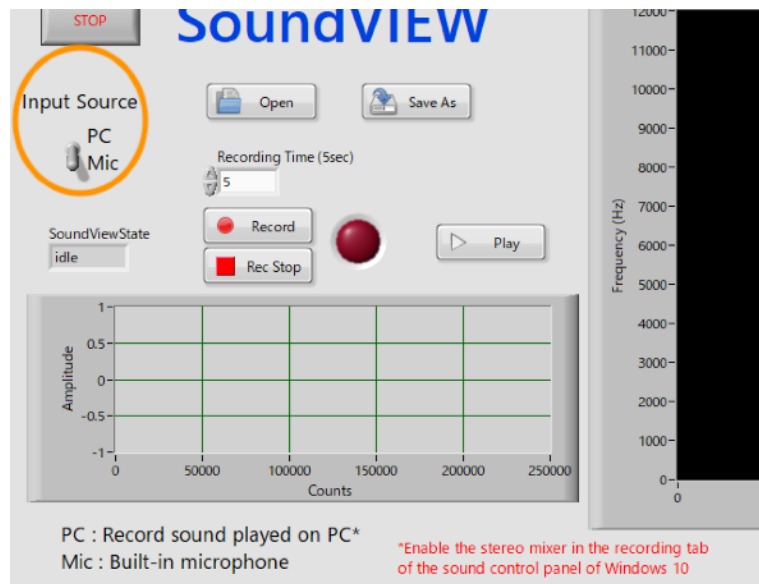 STOP
SoundVIEW
Input Source
PC
Mic
Open
Save As
Recording Time (5sec)
5
SoundViewState
idle
Record
Rec Stop
Play
Amplitude
1
0.5
0
-0.5
-1
0 50000 100000 150000 200000 250000
Counts
PC : Record sound played on PC*
Mic : Built-in microphone
*Enable the stereo mixer in the recording tab
of the sound control panel of Windows 10
Frequency (Hz)
12000
11000
10000
9000
8000
7000
6000
5000
4000
3000
2000
1000
0
0